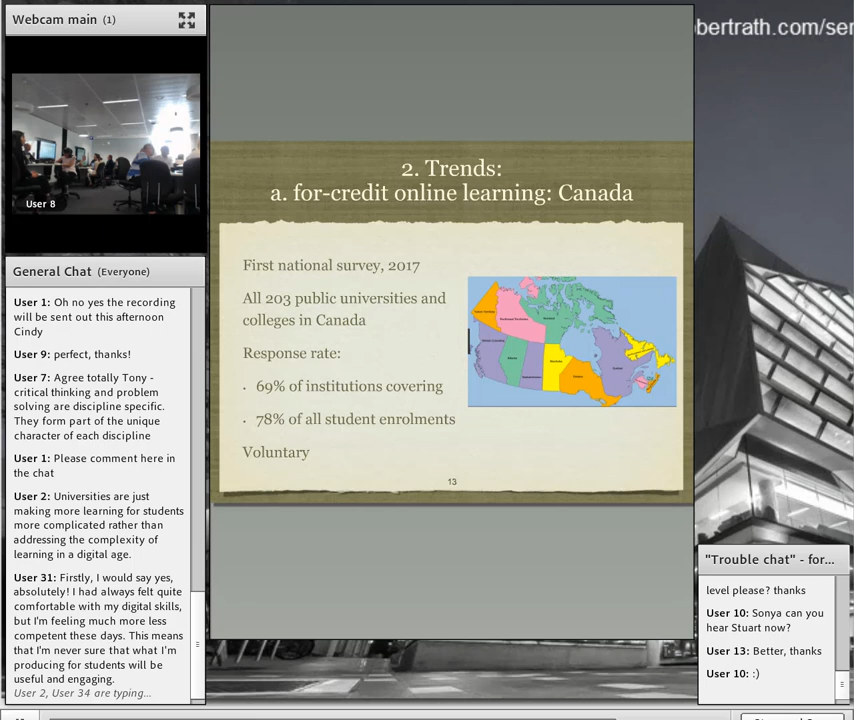 Webcam main (1)
User 8
General Chat (Everyone)
User 1: Oh no yes the recording
will be sent out this afternoon
Cindy
User 9: perfect, thanks!
User 7: Agree totally Tony -
critical thinking and problem
solving are discipline specific.
They form part of the unique
character of each discipline
User 1: Please comment here in
the chat
User 2: Universities are just
making more learning for students
more complicated rather than
addressing the complexity of
learning in a digital age.
User 31: Firstly, I would say yes,
absolutely! I had always felt quite
comfortable with my digital skills,
but I'm feeling much more less
competent these days. This means
that I'm never sure that what I'm
producing for students will be
useful and engaging.
User 2, User 34 are typing...
2. Trends:
a. for-credit online learning: Canada
First national survey, 2017
All 203 public universities and
colleges in Canada
Response rate:
· 69% of institutions covering
· 78% of all student enrolments
Voluntary
13
bertrath.com/ser
"Trouble chat" - for...
level please? thanks
User 10: Sonya can you
hear Stuart now?
User 13: Better, thanks
User 10: :)